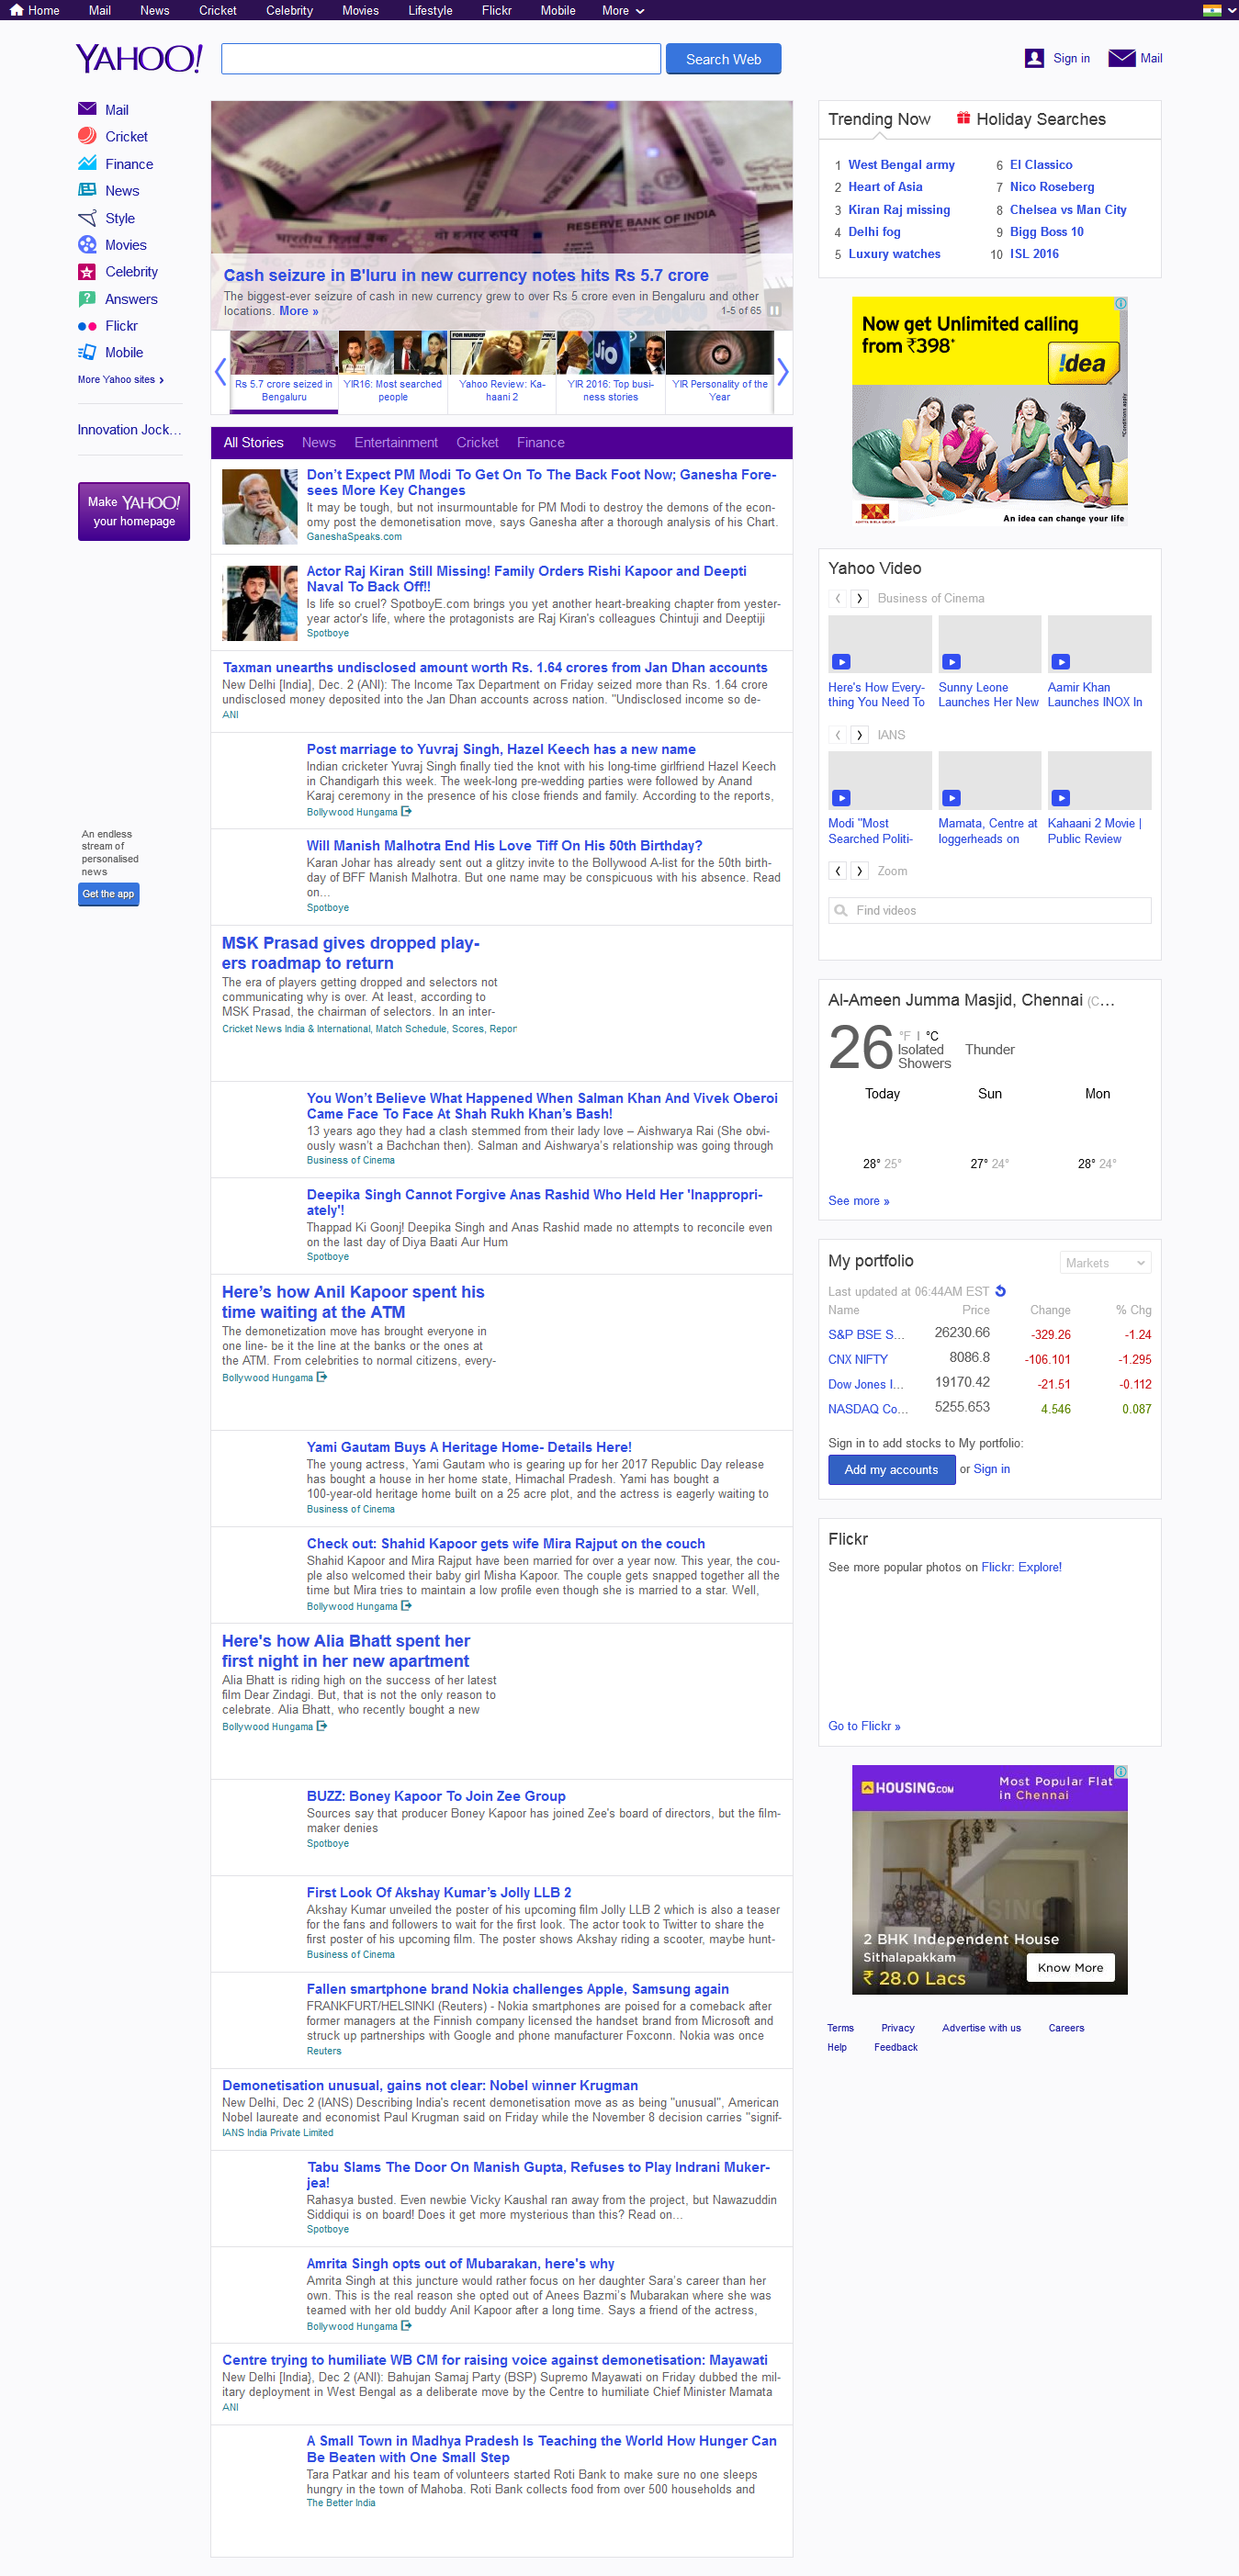 Home Mail News Cricket Celebrity Movies Lifestyle Flickr Mobile More
YAHOO!
Search Web
Sign in
Mail
Mail
Cricket
Finance
News
Style
Movies
Celebrity
Answers
Flickr
Mobile
More Yahoo sites ›
Innovation Jock...
Make YAHOO!
your homepage
An endless
stream of
personalised
news
Get the app
RESERVE BANK OF INDIA
भारतीय रिज़र्व बैंक
दो हज़ार रुपये
Cash seizure in B'luru in new currency notes hits Rs 5.7 crore
The biggest-ever seizure of cash in new currency grew to over Rs 5 crore even in Bengaluru and other
locations. More »
1-5 of 65
Rs 5.7 crore seized in
Bengaluru
YIR16: Most searched
people
Yahoo Review: Ka-
haani 2
Jio
YIR 2016: Top busi-
ness stories
YIR Personality of the
Year
All Stories News Entertainment Cricket Finance
Don't Expect PM Modi To Get On To The Back Foot Now; Ganesha Fore-
sees More Key Changes
It may be tough, but not insurmountable for PM Modi to destroy the demons of the econ-
omy post the demonetisation move, says Ganesha after a thorough analysis of his Chart.
GaneshaSpeaks.com
Actor Raj Kiran Still Missing! Family Orders Rishi Kapoor and Deepti
Naval To Back Off!!
Is life so cruel? SpotboyE.com brings you yet another heart-breaking chapter from yester-
year actor's life, where the protagonists are Raj Kiran's colleagues Chintuji and Deeptiji
Spotboye
Taxman unearths undisclosed amount worth Rs. 1.64 crores from Jan Dhan accounts
New Delhi [India], Dec. 2 (ANI): The Income Tax Department on Friday seized more than Rs. 1.64 crore
undisclosed money deposited into the Jan Dhan accounts across nation. "Undisclosed income so de-
ANI
Post marriage to Yuvraj Singh, Hazel Keech has a new name
Indian cricketer Yuvraj Singh finally tied the knot with his long-time girlfriend Hazel Keech
in Chandigarh this week. The week-long pre-wedding parties were followed by Anand
Karaj ceremony in the presence of his close friends and family. According to the reports,
Bollywood Hungama
Will Manish Malhotra End His Love Tiff On His 50th Birthday?
Karan Johar has already sent out a glitzy invite to the Bollywood A-list for the 50th birth-
day of BFF Manish Malhotra. But one name may be conspicuous with his absence. Read
on...
Spotboye
MSK Prasad gives dropped play-
ers roadmap to return
The era of players getting dropped and selectors not
communicating why is over. At least, according to
MSK Prasad, the chairman of selectors. In an inter-
Cricket News India & International, Match Schedule, Scores, Repor
You Won't Believe What Happened When Salman Khan And Vivek Oberoi
Came Face To Face At Shah Rukh Khan's Bash!
13 years ago they had a clash stemmed from their lady love – Aishwarya Rai (She obvi-
ously wasn't a Bachchan then). Salman and Aishwarya's relationship was going through
Business of Cinema
Deepika Singh Cannot Forgive Anas Rashid Who Held Her 'Inappropri-
ately'!
Thappad Ki Goonj! Deepika Singh and Anas Rashid made no attempts to reconcile even
on the last day of Diya Baati Aur Hum
Spotboye
Here's how Anil Kapoor spent his
time waiting at the ATM
The demonetization move has brought everyone in
one line- be it the line at the banks or the ones at
the ATM. From celebrities to normal citizens, every-
Bollywood Hungama
Yami Gautam Buys A Heritage Home- Details Here!
The young actress, Yami Gautam who is gearing up for her 2017 Republic Day release
has bought a house in her home state, Himachal Pradesh. Yami has bought a
100-year-old heritage home built on a 25 acre plot, and the actress is eagerly waiting to
Business of Cinema
Check out: Shahid Kapoor gets wife Mira Rajput on the couch
Shahid Kapoor and Mira Rajput have been married for over a year now. This year, the cou-
ple also welcomed their baby girl Misha Kapoor. The couple gets snapped together all the
time but Mira tries to maintain a low profile even though she is married to a star. Well,
Bollywood Hungama
Here's how Alia Bhatt spent her
first night in her new apartment
Alia Bhatt is riding high on the success of her latest
film Dear Zindagi. But, that is not the only reason to
celebrate. Alia Bhatt, who recently bought a new
Bollywood Hungama
BUZZ: Boney Kapoor To Join Zee Group
Sources say that producer Boney Kapoor has joined Zee's board of directors, but the film-
maker denies
Spotboye
First Look Of Akshay Kumar's Jolly LLB 2
Akshay Kumar unveiled the poster of his upcoming film Jolly LLB 2 which is also a teaser
for the fans and followers to wait for the first look. The actor took to Twitter to share the
first poster of his upcoming film. The poster shows Akshay riding a scooter, maybe hunt-
Business of Cinema
Fallen smartphone brand Nokia challenges Apple, Samsung again
FRANKFURT/HELSINKI (Reuters) - Nokia smartphones are poised for a comeback after
former managers at the Finnish company licensed the handset brand from Microsoft and
struck up partnerships with Google and phone manufacturer Foxconn. Nokia was once
Reuters
Demonetisation unusual, gains not clear: Nobel winner Krugman
New Delhi, Dec 2 (IANS) Describing India's recent demonetisation move as as being "unusual", American
Nobel laureate and economist Paul Krugman said on Friday while the November 8 decision carries "signif-
IANS India Private Limited
Tabu Slams The Door On Manish Gupta, Refuses to Play Indrani Muker-
jea!
Rahasya busted. Even newbie Vicky Kaushal ran away from the project, but Nawazuddin
Siddiqui is on board! Does it get more mysterious than this? Read on...
Spotboye
Amrita Singh opts out of Mubarakan, here's why
Amrita Singh at this juncture would rather focus on her daughter Sara's career than her
own. This is the real reason she opted out of Anees Bazmi's Mubarakan where she was
teamed with her old buddy Anil Kapoor after a long time. Says a friend of the actress,
Bollywood Hungama
Centre trying to humiliate WB CM for raising voice against demonetisation: Mayawati
New Delhi [India}, Dec 2 (ANI): Bahujan Samaj Party (BSP) Supremo Mayawati on Friday dubbed the mil-
itary deployment in West Bengal as a deliberate move by the Centre to humiliate Chief Minister Mamata
ANI
A Small Town in Madhya Pradesh Is Teaching the World How Hunger Can
Be Beaten with One Small Step
Tara Patkar and his team of volunteers started Roti Bank to make sure no one sleeps
hungry in the town of Mahoba. Roti Bank collects food from over 500 households and
The Better India
Trending Now
Holiday Searches
1 West Bengal army
2 Heart of Asia
3 Kiran Raj missing
4 Delhi fog
5 Luxury watches
6 El Classico
7 Nico Roseberg
8 Chelsea vs Man City
9 Bigg Boss 10
10 ISL 2016
Now get Unlimited calling
from ₹398*
!dea
*Conditions apply
ADITYA BIRLA GROUP
An idea can change your life
Yahoo Video
Business of Cinema
Here's How Every-
thing You Need To
Sunny Leone
Launches Her New
Aamir Khan
Launches INOX In
IANS
Modi "Most
Searched Politi-
Mamata, Centre at
loggerheads on
Kahaani 2 Movie |
Public Review
Zoom
Find videos
Al-Ameen Jumma Masjid, Chennai (C...
26 °F | °C
Isolated Thunder
Showers
Today Sun Mon
28° 25° 27° 24° 28° 24°
See more »
My portfolio
Markets
Last updated at 06:44AM EST
Name Price Change % Chg
S&P BSE S... 26230.66 -329.26 -1.24
CNX NIFTY 8086.8 -106.101 -1.295
Dow Jones I... 19170.42 -21.51 -0.112
NASDAQ Co... 5255.653 4.546 0.087
Sign in to add stocks to My portfolio:
Add my accounts or Sign in
Flickr
See more popular photos on Flickr: Explore!
Go to Flickr »
HOUSING.COM
Most Popular Flat
in Chennai
HOUSING
2 BHK Independent House
Sithalapakkam
₹ 28.0 Lacs
Know More
Terms Privacy Advertise with us Careers
Help Feedback